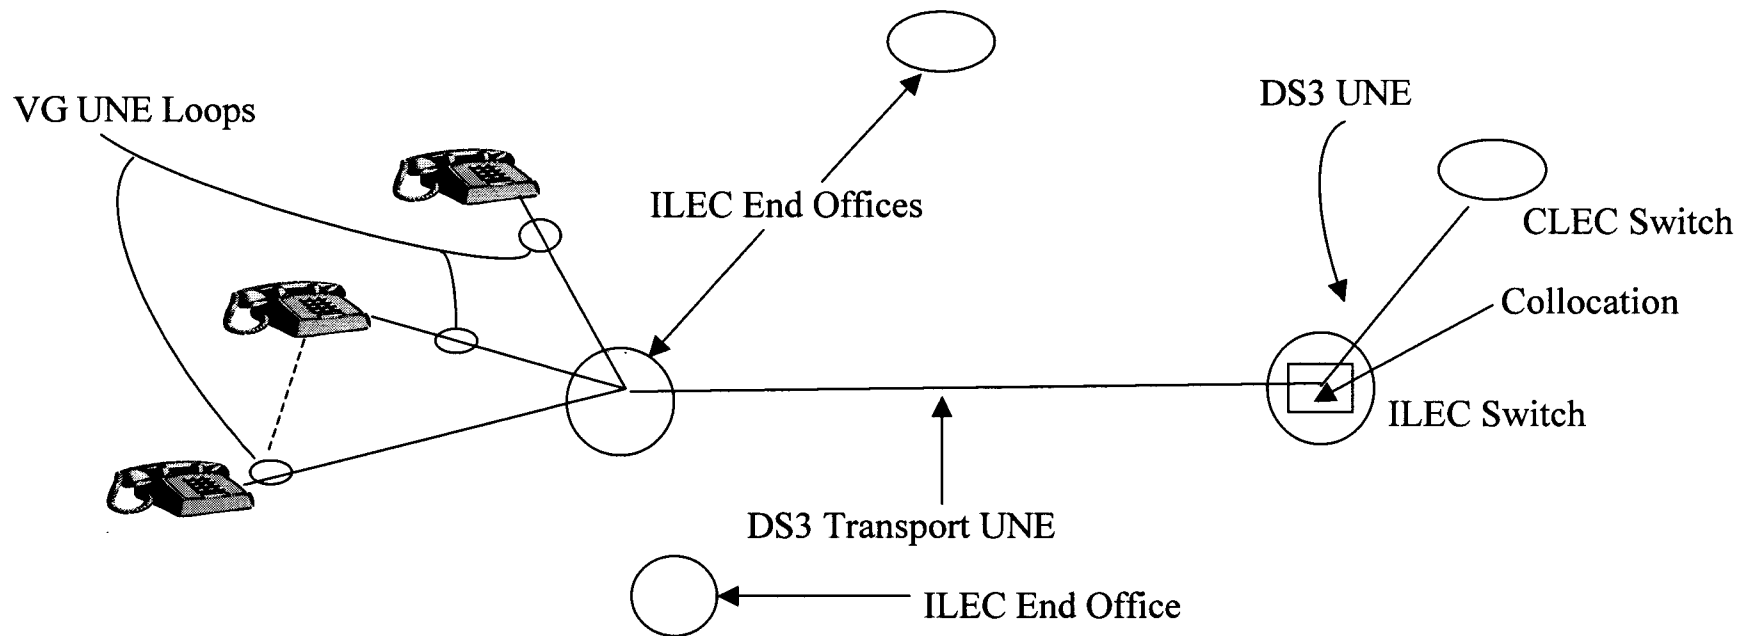 VG UNE Loops
DS3 UNE
ILEC End Offices
CLEC Switch
Collocation
ILEC Switch
DS3 Transport UNE
ILEC End Office